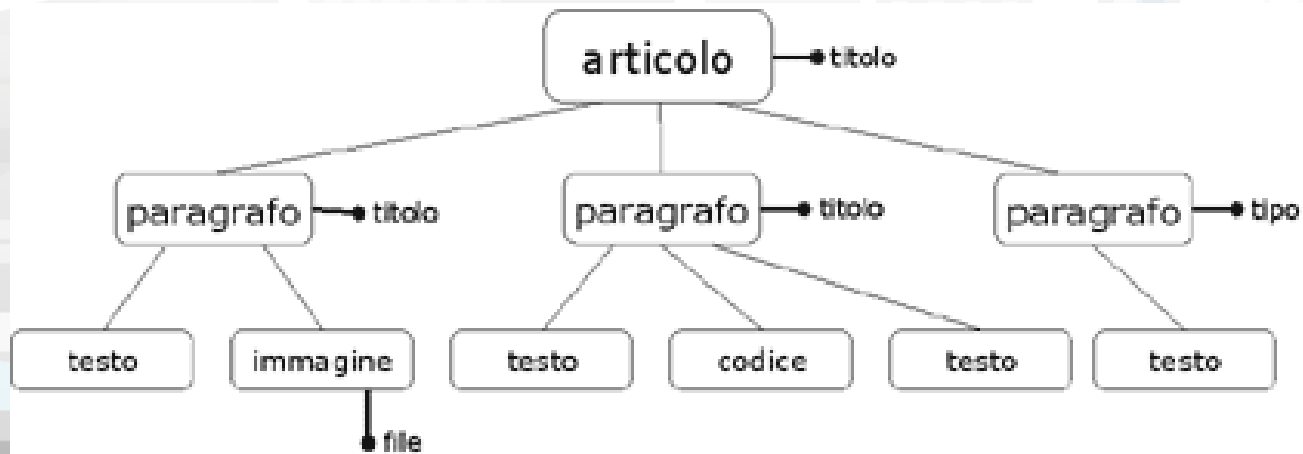 articolo titolo
paragrafo titolo paragrafo titolo paragrafo tipo
testo immagine testo codice testo testo
file